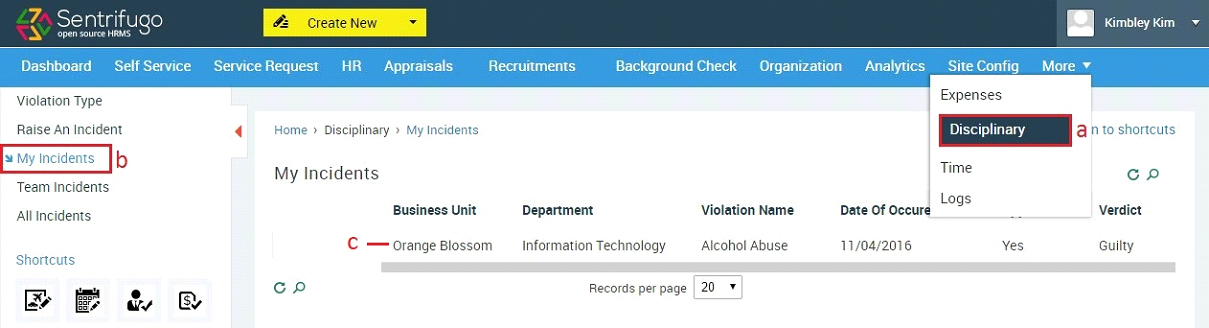 Sentrifugo
open source HRMS
Create New
Kimbley Kim
Dashboard Self Service Service Request HR Appraisals Recruitments Background Check Organization Analytics Site Config More
Expenses
Disciplinary a
Time
Logs
Violation Type
Raise An Incident
My Incidents b
Team Incidents
All Incidents
Shortcuts
Home › Disciplinary › My Incidents
n to shortcuts
My Incidents
Business Unit Department Violation Name Date Of Occure Verdict
c Orange Blossom Information Technology Alcohol Abuse 11/04/2016 Yes Guilty
Records per page 20